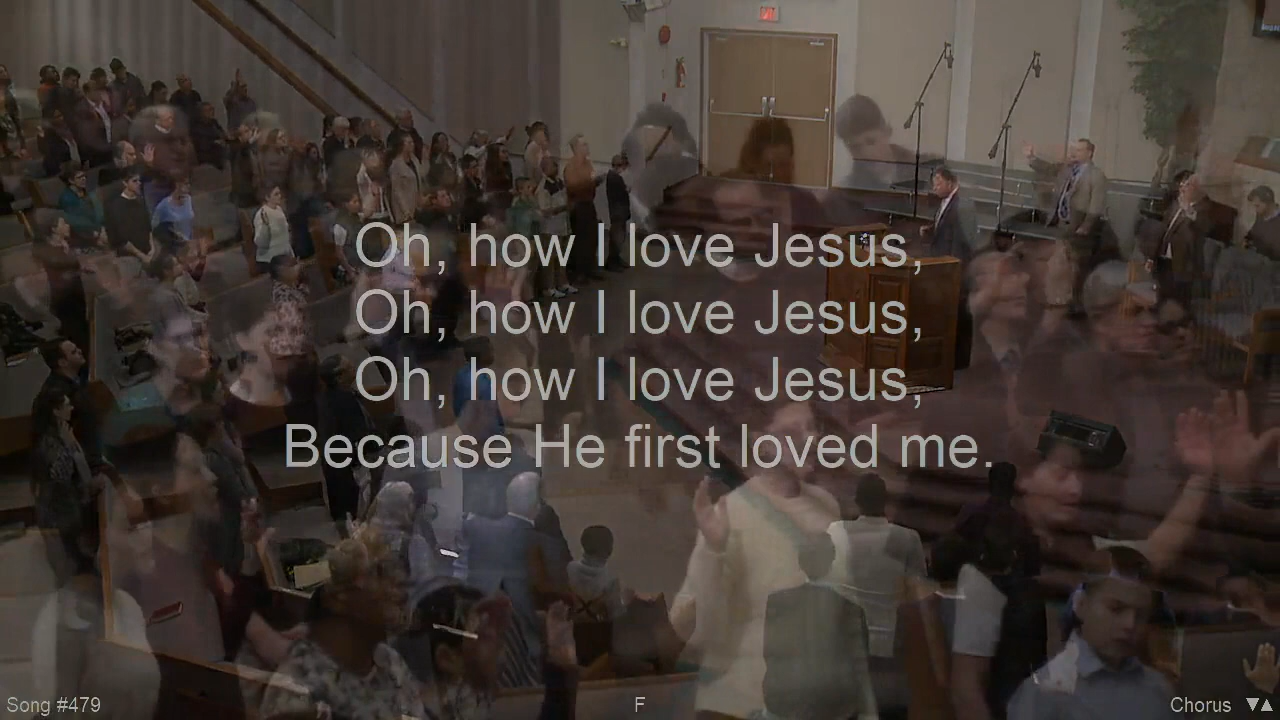 Oh, how I love Jesus,
Oh, how I love Jesus,
Oh, how I love Jesus,
Because He first loved me.
Song #479
F
Chorus ▼▲